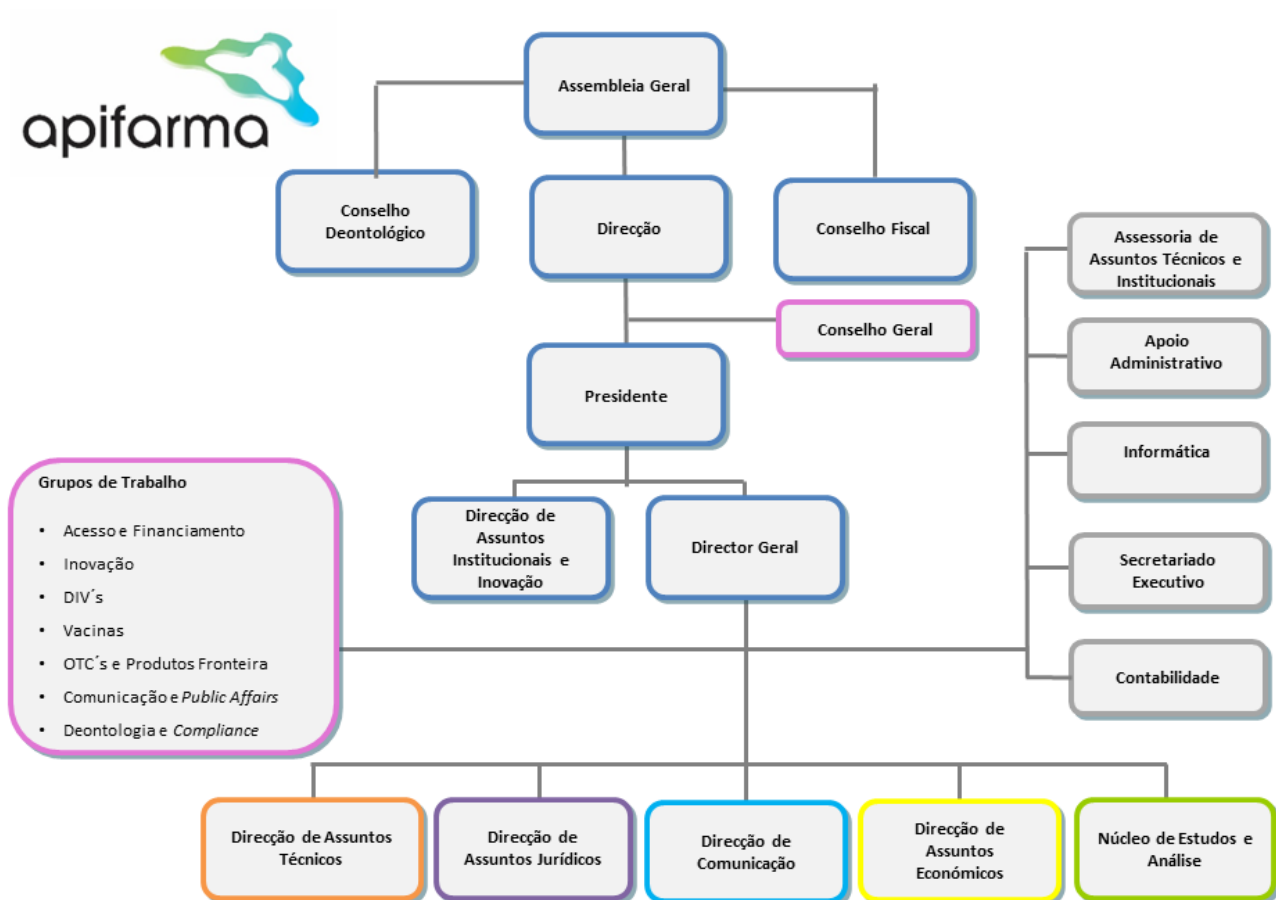 apifarma
Assembleia Geral
Conselho
Deontológico
Direcção
Conselho Fiscal
Assessoria de
Assuntos Técnicos e
Institucionais
Conselho Geral
Apoio
Administrativo
Presidente
Informática
Grupos de Trabalho
• Acesso e Financiamento
• Inovação
• DIV´s
• Vacinas
• OTC´s e Produtos Fronteira
• Comunicação e Public Affairs
• Deontologia e Compliance
Direcção de
Assuntos
Institucionais e
Inovação
Director Geral
Secretariado
Executivo
Contabilidade
Direcção de Assuntos
Técnicos
Direcção de
Assuntos Jurídicos
Direcção de
Comunicação
Direcção de
Assuntos
Económicos
Núcleo de Estudos e
Análise